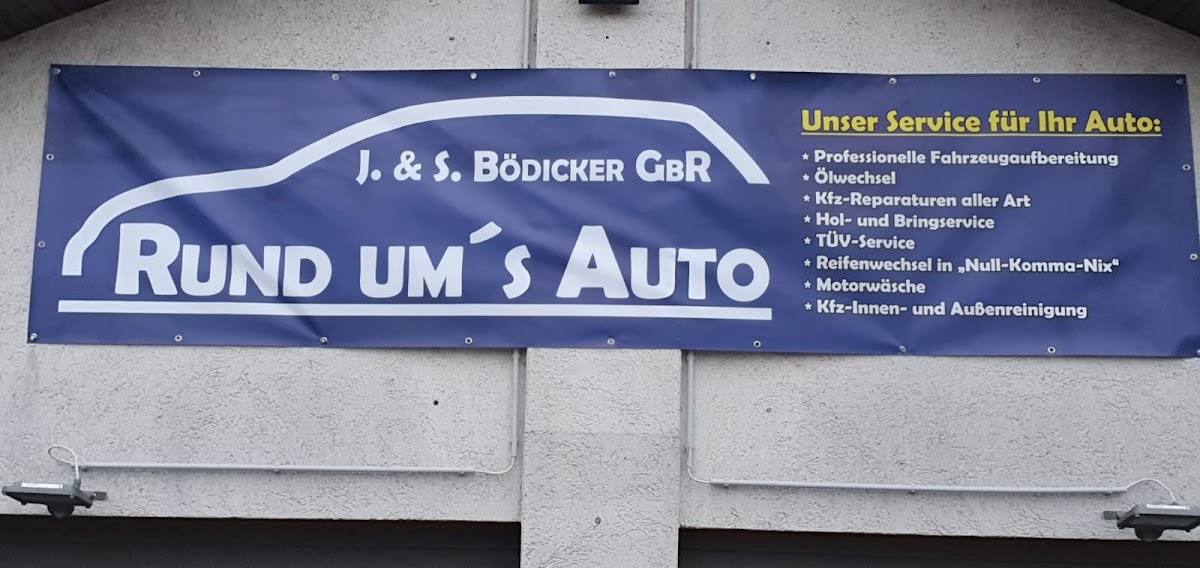 J. & S. BÖDICKER GBR
RUND UM´S AUTO
Unser Service für Ihr Auto:
* Professionelle Fahrzeugaufbereitung
* Ölwechsel
* Kfz-Reparaturen aller Art
* Hol- und Bringservice
* TÜV-Service
* Reifenwechsel in „Null-Komma-Nix“
* Motorwäsche
* Kfz-Innen- und Außenreinigung